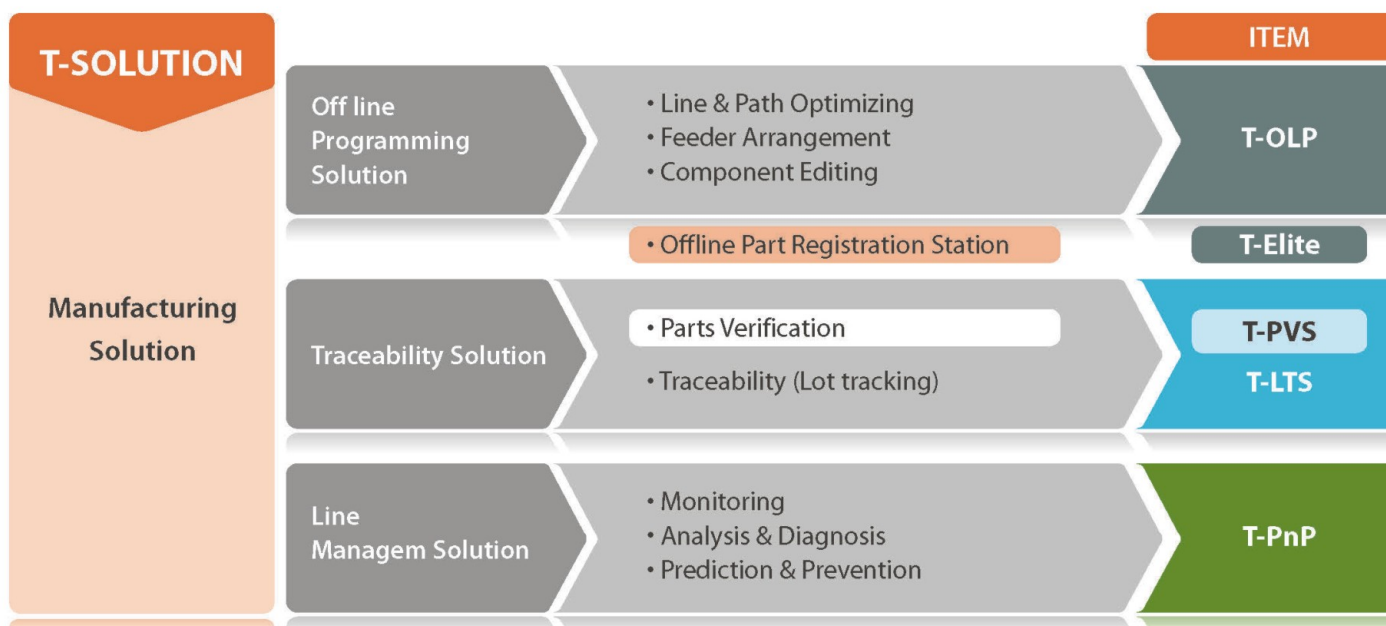 T-SOLUTION
ITEM
Off line
Programming
Solution
• Line & Path Optimizing
• Feeder Arrangement
• Component Editing
T-OLP
• Offline Part Registration Station
T-Elite
Manufacturing
Solution
Traceability Solution
• Parts Verification
T-PVS
• Traceability (Lot tracking)
T-LTS
Line
Managem Solution
• Monitoring
• Analysis & Diagnosis
• Prediction & Prevention
T-PnP